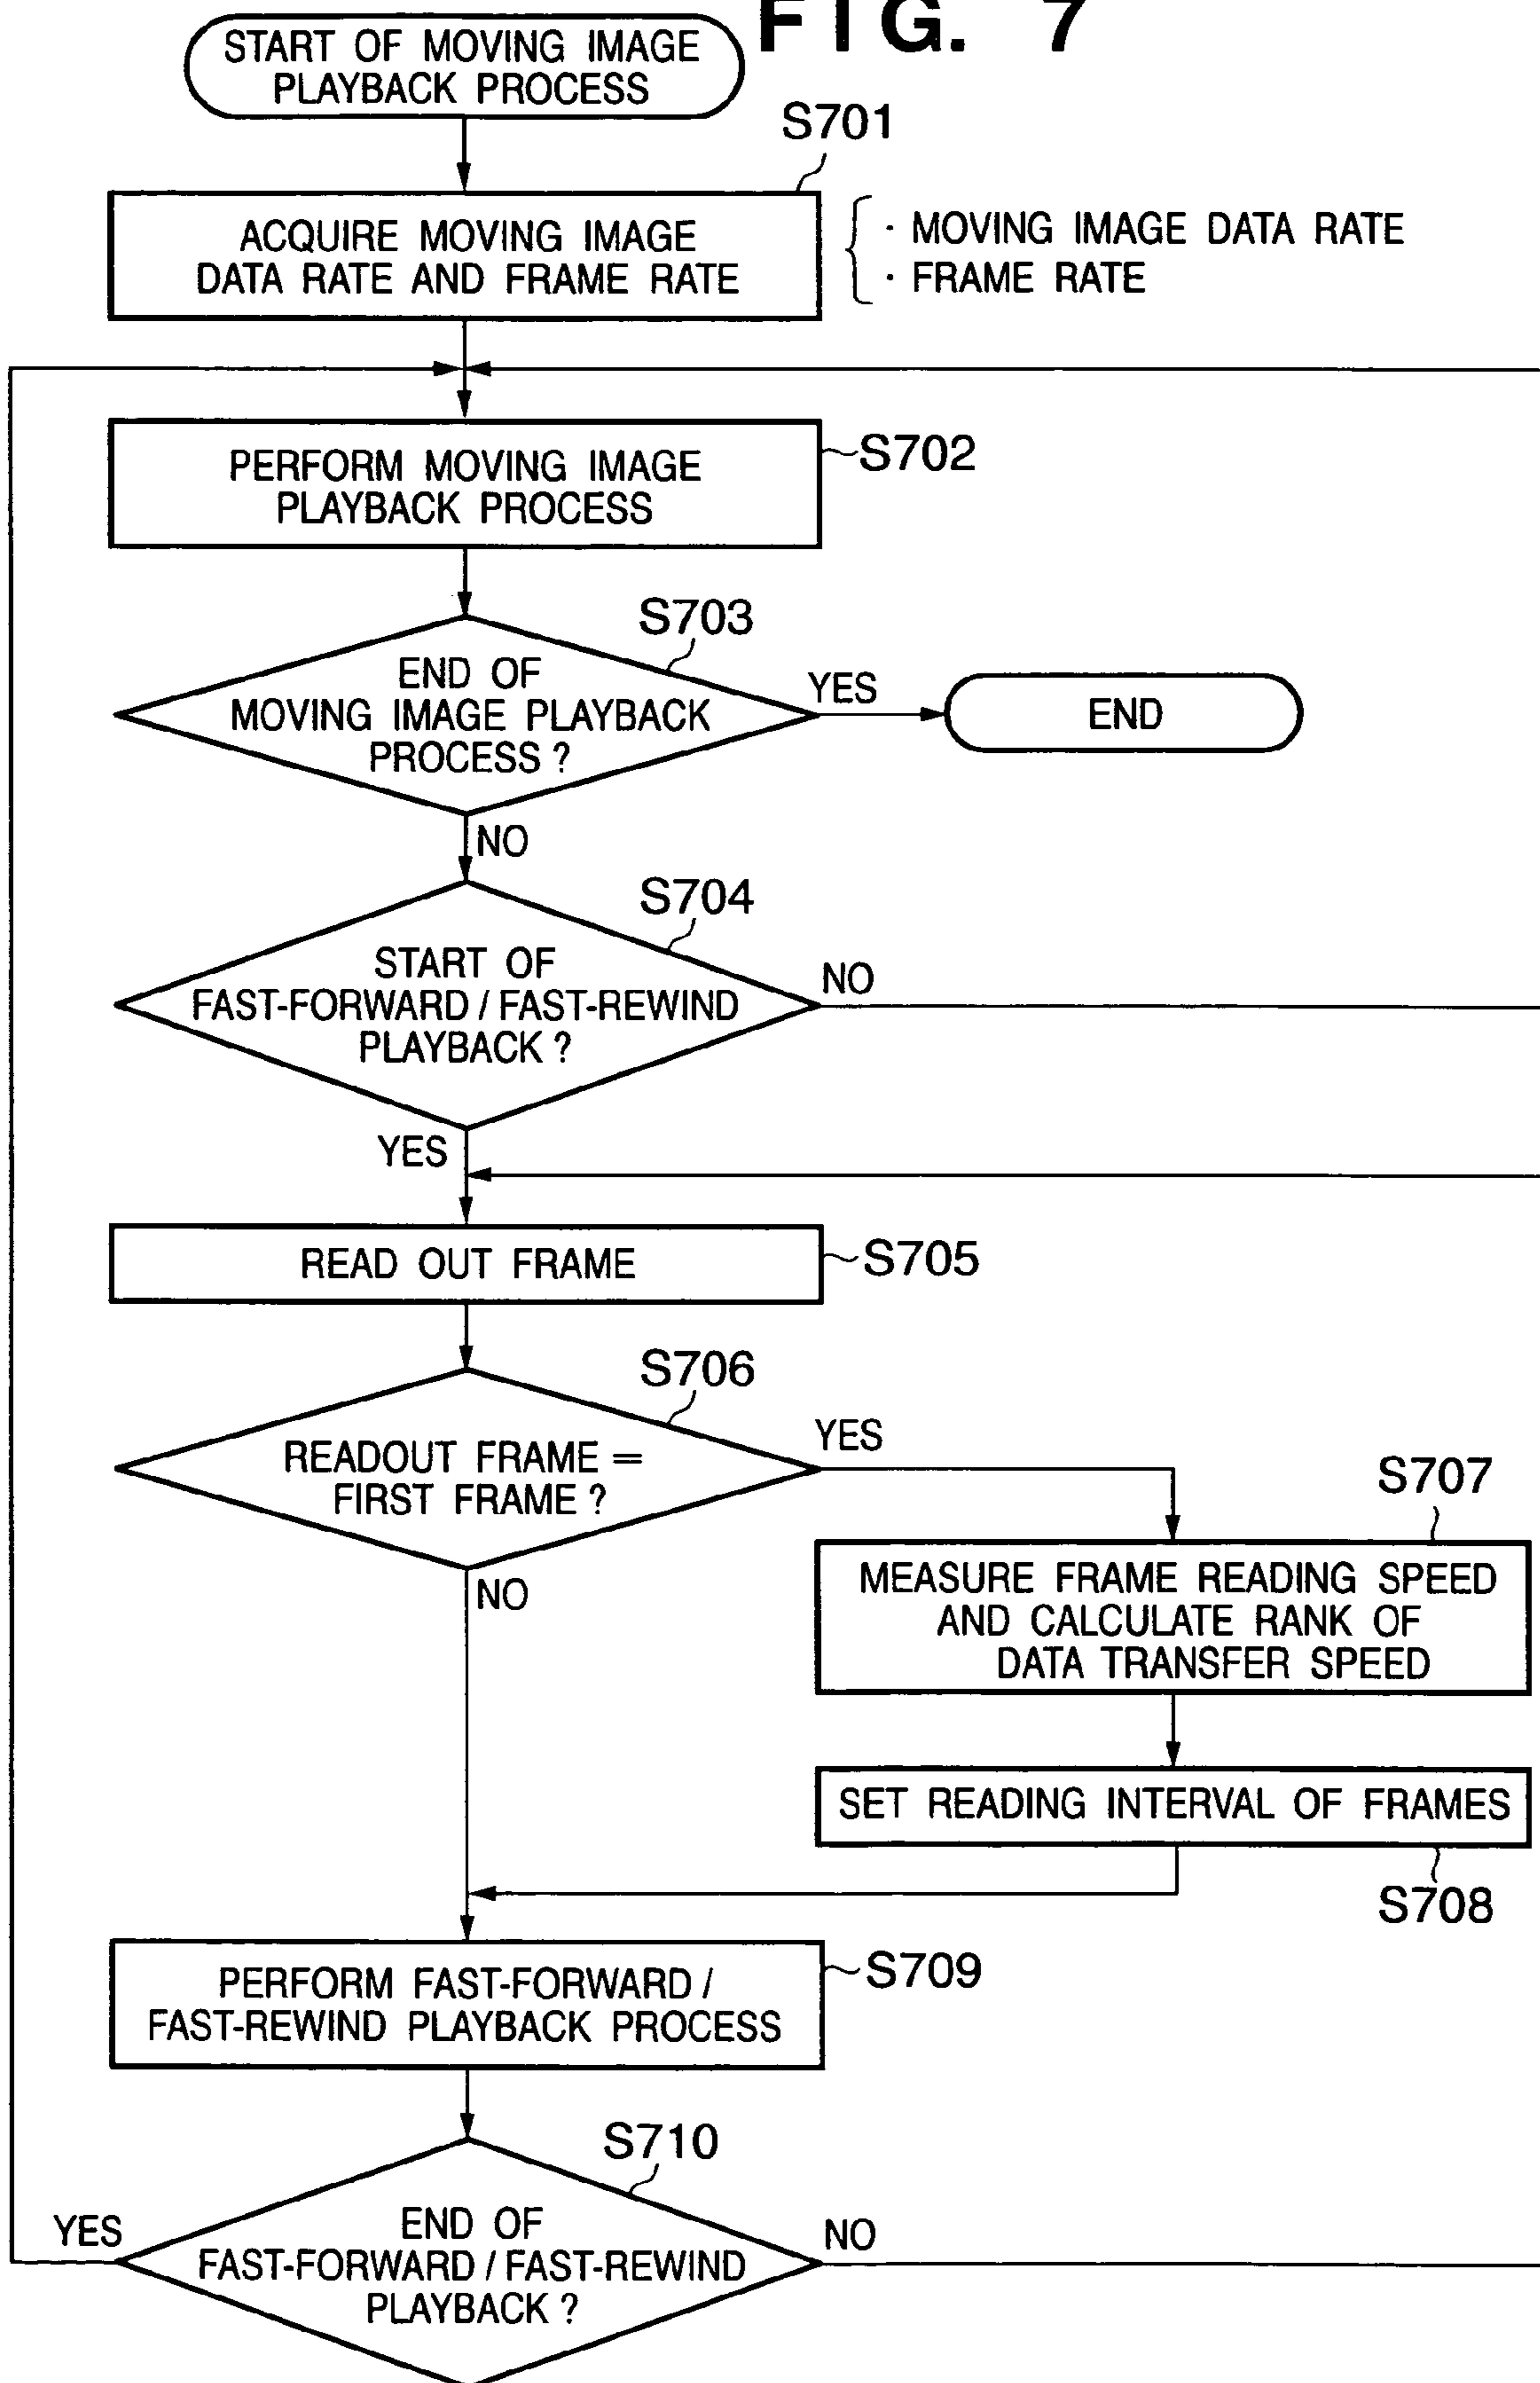 FIG. 7
START OF MOVING IMAGE
PLAYBACK PROCESS
S701
ACQUIRE MOVING IMAGE
DATA RATE AND FRAME RATE
· MOVING IMAGE DATA RATE
· FRAME RATE
PERFORM MOVING IMAGE
PLAYBACK PROCESS
S702
S703
END OF
MOVING IMAGE PLAYBACK
PROCESS ?
YES
END
NO
S704
START OF
FAST-FORWARD / FAST-REWIND
PLAYBACK ?
NO
YES
READ OUT FRAME
S705
S706
READOUT FRAME =
FIRST FRAME ?
YES
NO
S707
MEASURE FRAME READING SPEED
AND CALCULATE RANK OF
DATA TRANSFER SPEED
SET READING INTERVAL OF FRAMES
S708
PERFORM FAST-FORWARD /
FAST-REWIND PLAYBACK PROCESS
S709
S710
END OF
FAST-FORWARD / FAST-REWIND
PLAYBACK ?
YES
NO